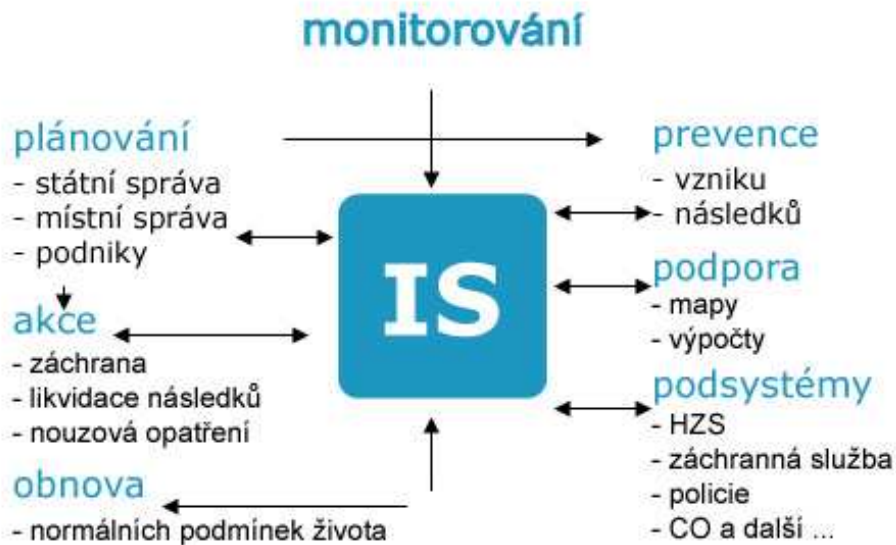 monitorování
plánování
- státní správa
- místní správa
- podniky
akce
- záchrana
- likvidace následků
- nouzová opatření
obnova
- normálních podmínek života
IS
prevence
- vzniku
- následků
podpora
- mapy
- výpočty
podsystémy
- HZS
- záchranná služba
- policie
- CO a další ...